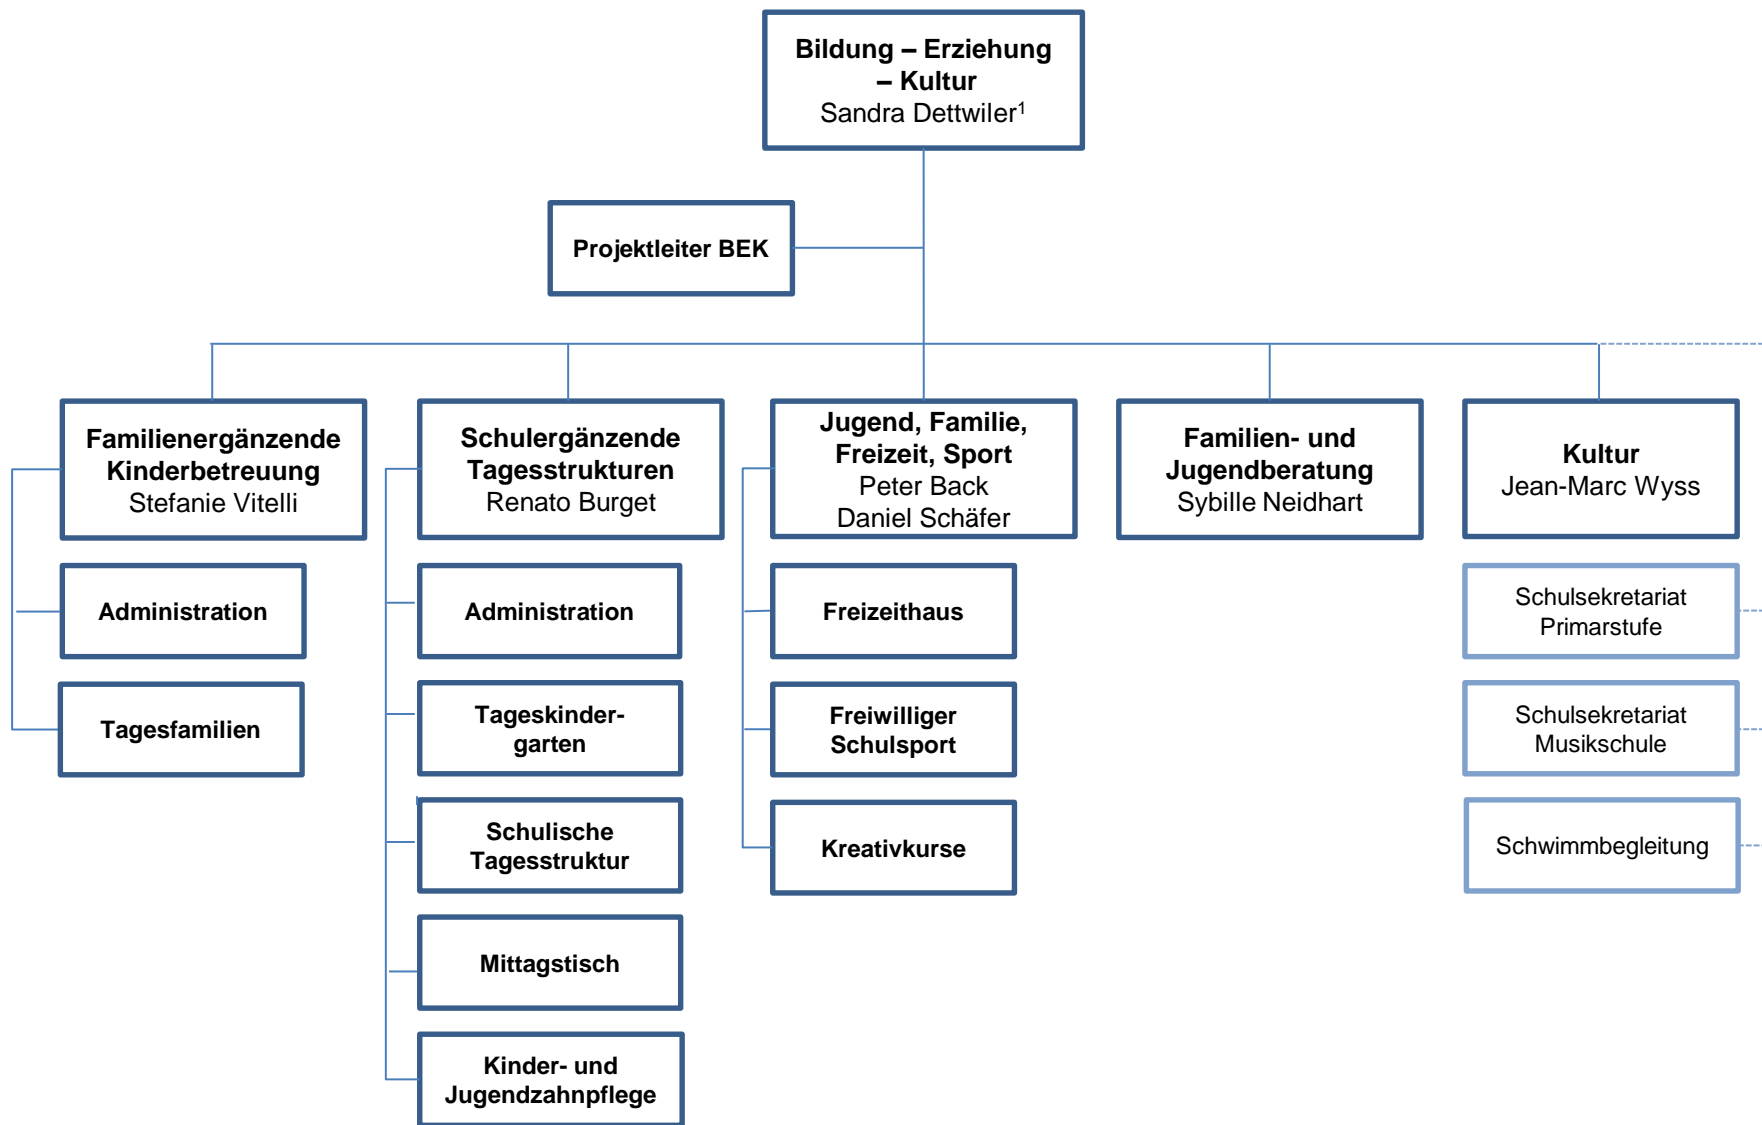 Bildung – Erziehung
– Kultur
Sandra Dettwiler¹
Projektleiter BEK
Familienergänzende
Kinderbetreuung
Stefanie Vitelli
Schulergänzende
Tagesstrukturen
Renato Burget
Jugend, Familie,
Freizeit, Sport
Peter Back
Daniel Schäfer
Familien- und
Jugendberatung
Sybille Neidhart
Kultur
Jean-Marc Wyss
Administration
Tagesfamilien
Administration
Tageskinder-
garten
Schulische
Tagesstruktur
Mittagstisch
Kinder- und
Jugendzahnpflege
Freizeithaus
Freiwilliger
Schulsport
Kreativkurse
Schulsekretariat
Primarstufe
Schulsekretariat
Musikschule
Schwimmbegleitung